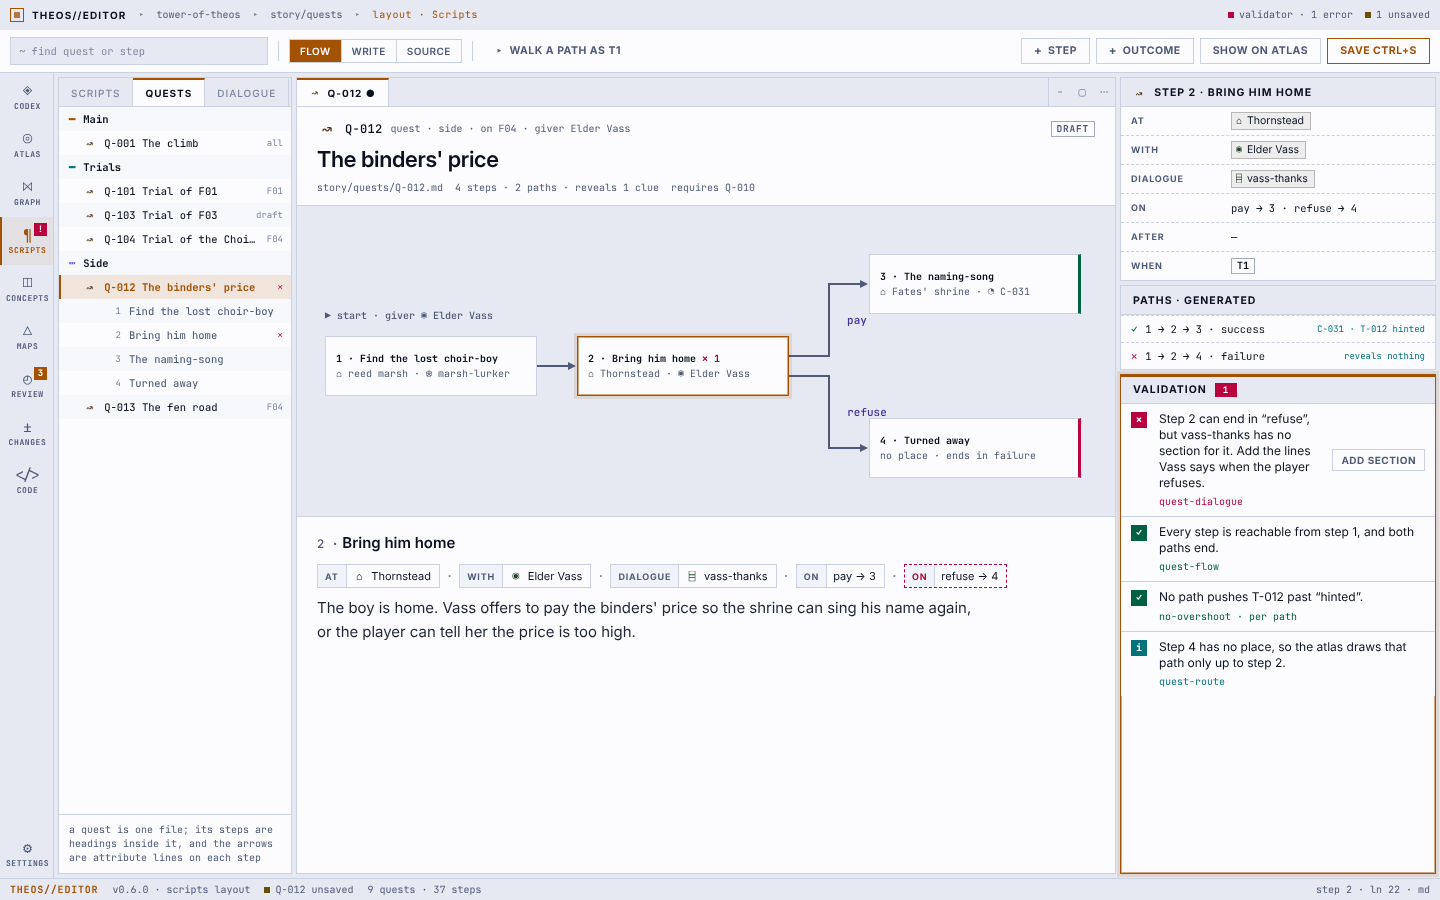 THEOS//EDITOR ‣ tower-of-theos ‣ story/quests ‣ layout · Scripts
validator · 1 error 1 unsaved
~ find quest or step
FLOW WRITE SOURCE
‣ WALK A PATH AS T1
+ STEP + OUTCOME SHOW ON ATLAS SAVE CTRL+S
CODEX
ATLAS
GRAPH
¶ !
SCRIPTS
CONCEPTS
MAPS
3
REVIEW
±
CHANGES
</>
CODE
SETTINGS
SCRIPTS QUESTS DIALOGUE
Main
Q-001 The climb all
Trials
Q-101 Trial of F01 F01
Q-103 Trial of F03 draft
Q-104 Trial of the Choi… F04
Side
Q-012 The binders' price ×
1 Find the lost choir-boy
2 Bring him home ×
3 The naming-song
4 Turned away
Q-013 The fen road F04
a quest is one file; its steps are
headings inside it, and the arrows
are attribute lines on each step
Q-012 ●
Q-012 quest · side · on F04 · giver Elder Vass
DRAFT
The binders' price
story/quests/Q-012.md 4 steps · 2 paths · reveals 1 clue requires Q-010
▶ start · giver ◉ Elder Vass
1 · Find the lost choir-boy
⌂ reed marsh · ⊗ marsh-lurker
2 · Bring him home × 1
⌂ Thornstead · ◉ Elder Vass
pay
3 · The naming-song
⌂ Fates' shrine · ◔ C-031
refuse
4 · Turned away
no place · ends in failure
2 · Bring him home
AT ⌂ Thornstead · WITH ◉ Elder Vass · DIALOGUE vass-thanks · ON pay → 3 · ON refuse → 4
The boy is home. Vass offers to pay the binders' price so the shrine can sing his name again,
or the player can tell her the price is too high.
STEP 2 · BRING HIM HOME
AT ⌂ Thornstead
WITH ◉ Elder Vass
DIALOGUE vass-thanks
ON pay → 3 · refuse → 4
AFTER —
WHEN T1
PATHS · GENERATED
✓ 1 → 2 → 3 · success C-031 · T-012 hinted
× 1 → 2 → 4 · failure reveals nothing
VALIDATION 1
× Step 2 can end in “refuse”,
but vass-thanks has no
section for it. Add the lines
Vass says when the player
refuses.
ADD SECTION
quest-dialogue
✓ Every step is reachable from step 1, and both
paths end.
quest-flow
✓ No path pushes T-012 past “hinted”.
no-overshoot · per path
i Step 4 has no place, so the atlas draws that
path only up to step 2.
quest-route
THEOS//EDITOR v0.6.0 · scripts layout Q-012 unsaved 9 quests · 37 steps
step 2 · ln 22 · md